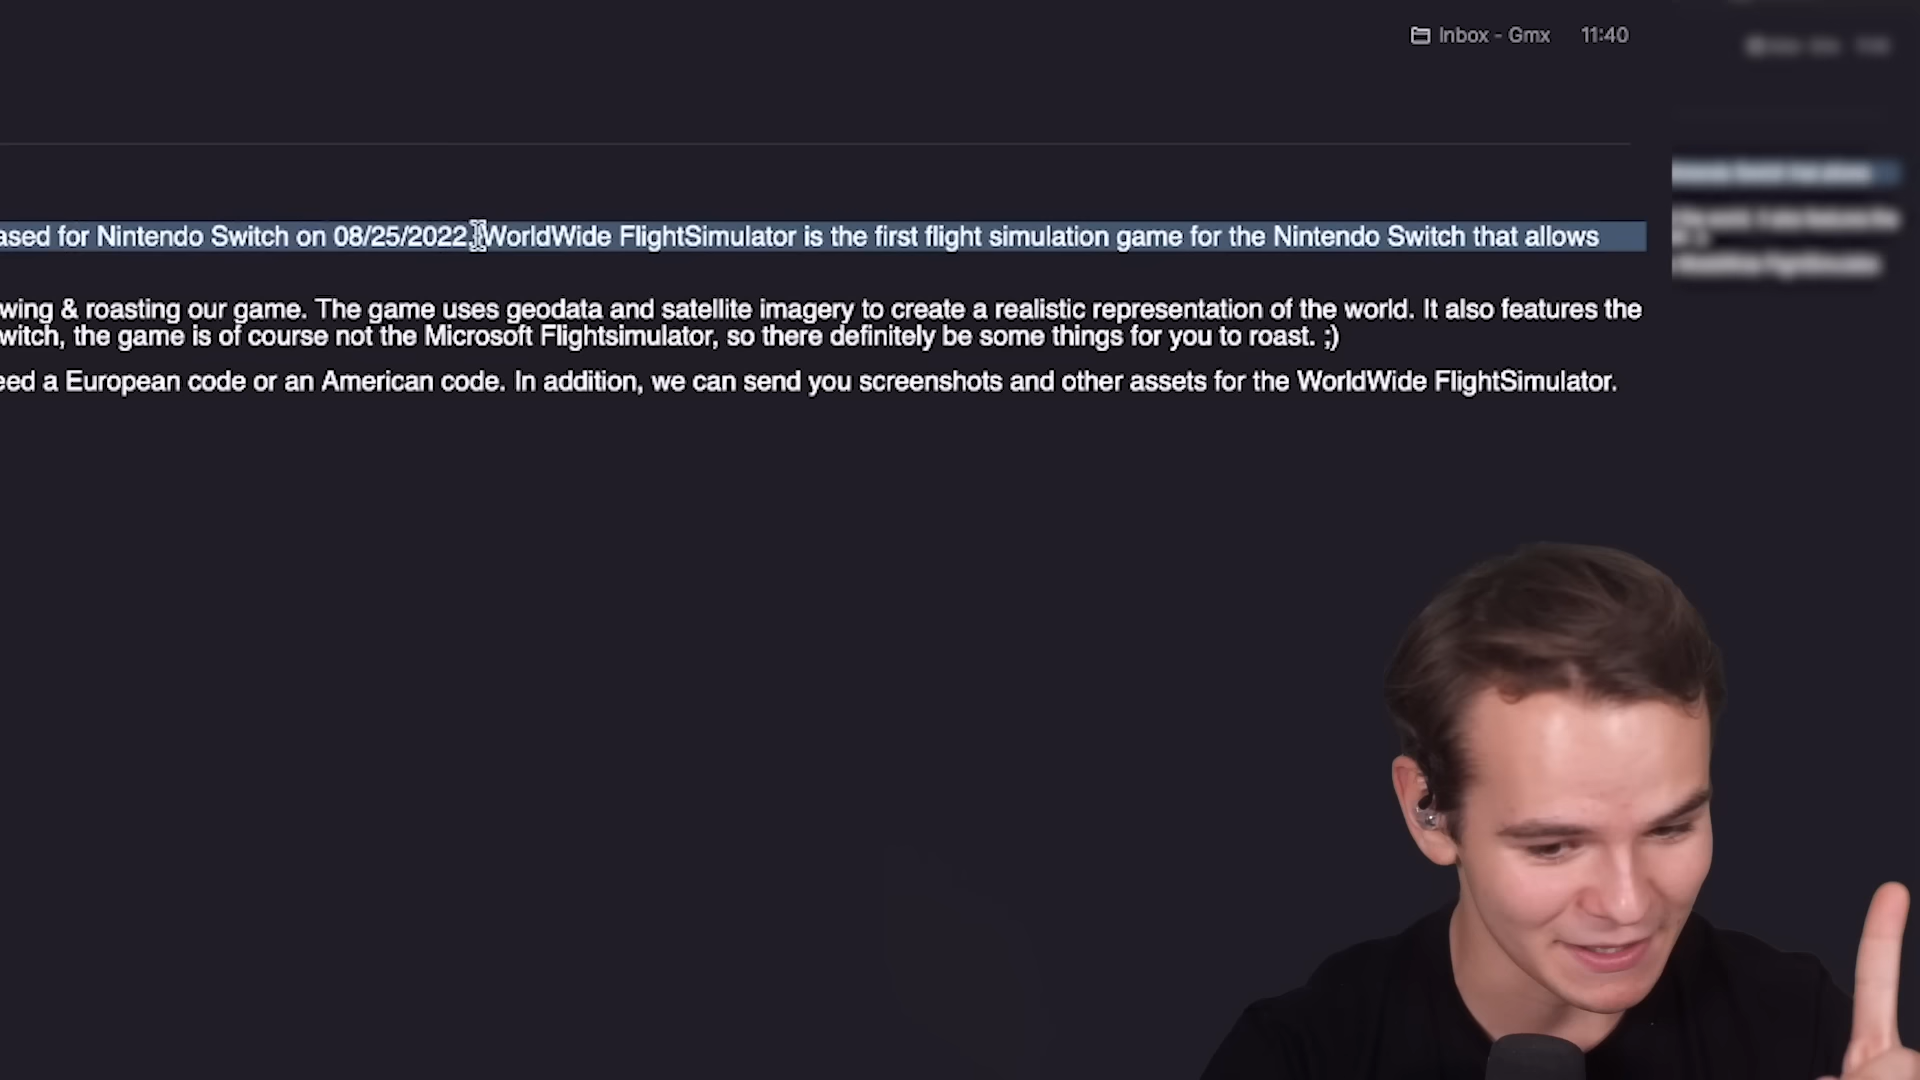 Inbox - Gmx 11:40
ased for Nintendo Switch on 08/25/2022. WorldWide FlightSimulator is the first flight simulation game for the Nintendo Switch that allows
wing & roasting our game. The game uses geodata and satellite imagery to create a realistic representation of the world. It also features the
witch, the game is of course not the Microsoft Flightsimulator, so there definitely be some things for you to roast. ;)
eed a European code or an American code. In addition, we can send you screenshots and other assets for the WorldWide FlightSimulator.